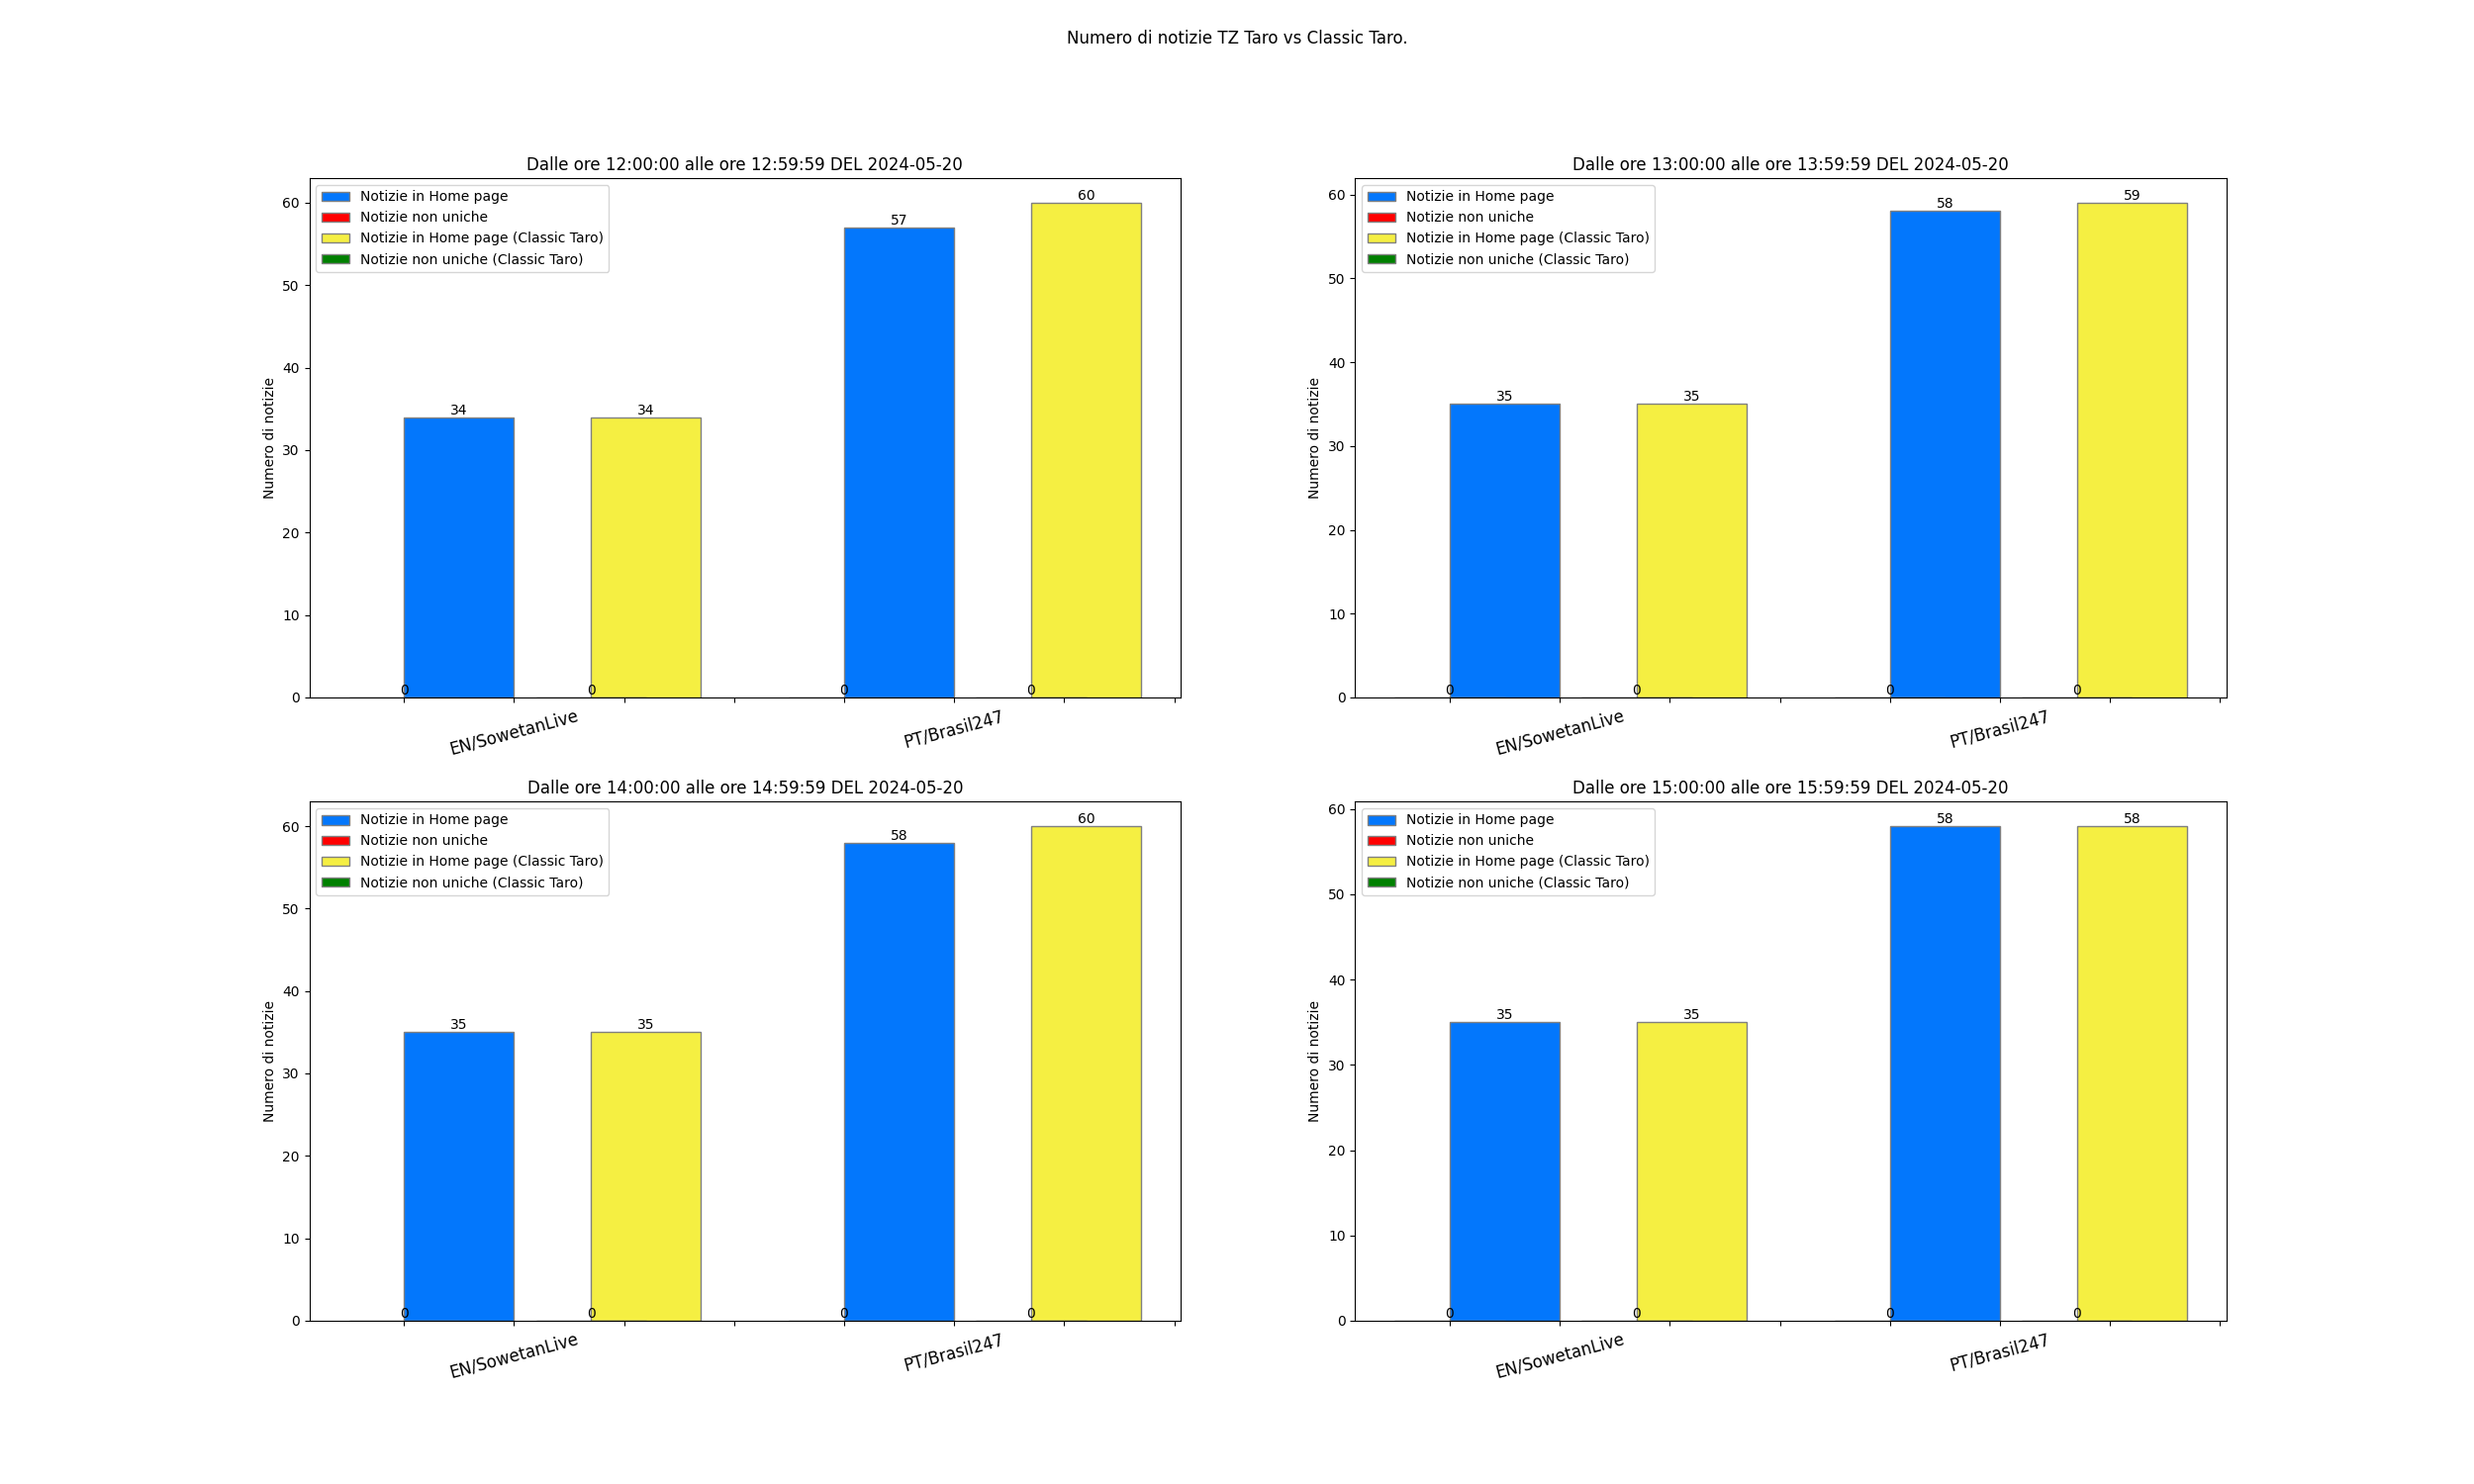 Numero di notizie TZ Taro vs Classic Taro.
Dalle ore 12:00:00 alle ore 12:59:59 DEL 2024-05-20
Notizie in Home page
Notizie non uniche
Notizie in Home page (Classic Taro)
Notizie non uniche (Classic Taro)
Numero di notizie
60
50
40
30
20
10
0
34
34
57
60
0
0
0
0
EN/SowetanLive
PT/Brasil247
Dalle ore 13:00:00 alle ore 13:59:59 DEL 2024-05-20
Notizie in Home page
Notizie non uniche
Notizie in Home page (Classic Taro)
Notizie non uniche (Classic Taro)
Numero di notizie
60
50
40
30
20
10
0
35
35
58
59
0
0
0
0
EN/SowetanLive
PT/Brasil247
Dalle ore 14:00:00 alle ore 14:59:59 DEL 2024-05-20
Notizie in Home page
Notizie non uniche
Notizie in Home page (Classic Taro)
Notizie non uniche (Classic Taro)
Numero di notizie
60
50
40
30
20
10
0
35
35
58
60
0
0
0
0
EN/SowetanLive
PT/Brasil247
Dalle ore 15:00:00 alle ore 15:59:59 DEL 2024-05-20
Notizie in Home page
Notizie non uniche
Notizie in Home page (Classic Taro)
Notizie non uniche (Classic Taro)
Numero di notizie
60
50
40
30
20
10
0
35
35
58
58
0
0
0
0
EN/SowetanLive
PT/Brasil247